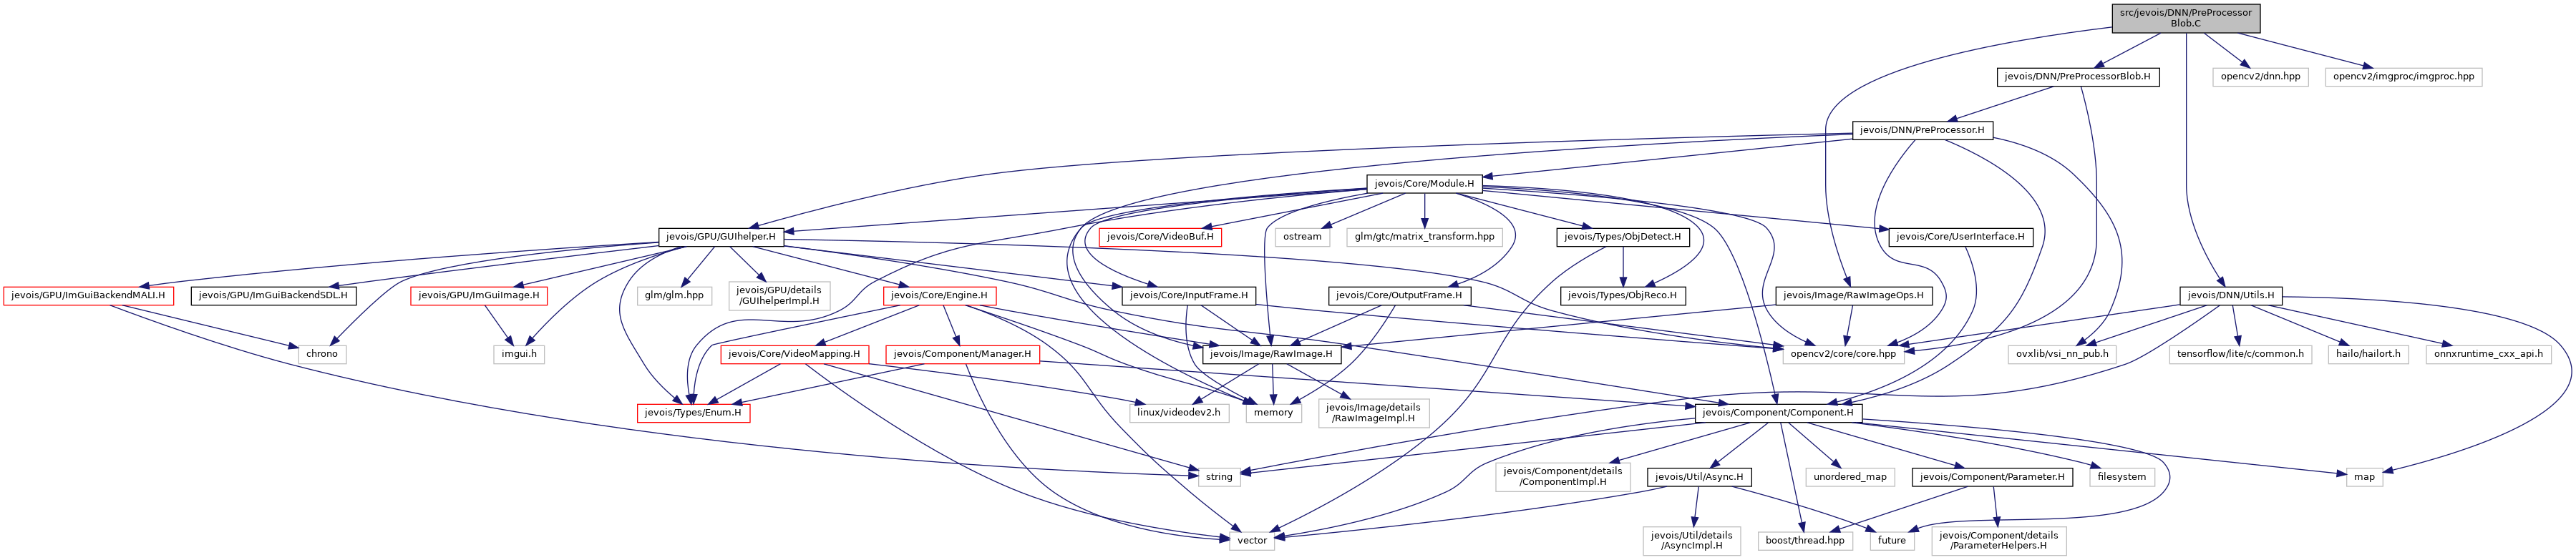 src/jevois/DNN/PreProcessor
Blob.C
jevois/DNN/PreProcessorBlob.H
opencv2/dnn.hpp
opencv2/imgproc/imgproc.hpp
jevois/DNN/PreProcessor.H
jevois/Core/Module.H
jevois/GPU/GUIhelper.H
jevois/Core/VideoBuf.H
ostream
glm/gtc/matrix_transform.hpp
jevois/Types/ObjDetect.H
jevois/Core/UserInterface.H
jevois/GPU/ImGuiBackendMALI.H
jevois/GPU/ImGuiBackendSDL.H
jevois/GPU/ImGuiImage.H
glm/glm.hpp
jevois/GPU/details
/GUIhelperImpl.H
jevois/Core/Engine.H
jevois/Core/InputFrame.H
jevois/Core/OutputFrame.H
jevois/Types/ObjReco.H
jevois/Image/RawImageOps.H
jevois/DNN/Utils.H
chrono
imgui.h
jevois/Core/VideoMapping.H
jevois/Component/Manager.H
jevois/Image/RawImage.H
opencv2/core/core.hpp
ovxlib/vsi_nn_pub.h
tensorflow/lite/c/common.h
hailo/hailort.h
onnxruntime_cxx_api.h
jevois/Types/Enum.H
linux/videodev2.h
memory
jevois/Image/details
/RawImageImpl.H
jevois/Component/Component.H
string
jevois/Component/details
/ComponentImpl.H
jevois/Util/Async.H
unordered_map
jevois/Component/Parameter.H
filesystem
map
vector
jevois/Util/details
/AsyncImpl.H
boost/thread.hpp
future
jevois/Component/details
/ParameterHelpers.H